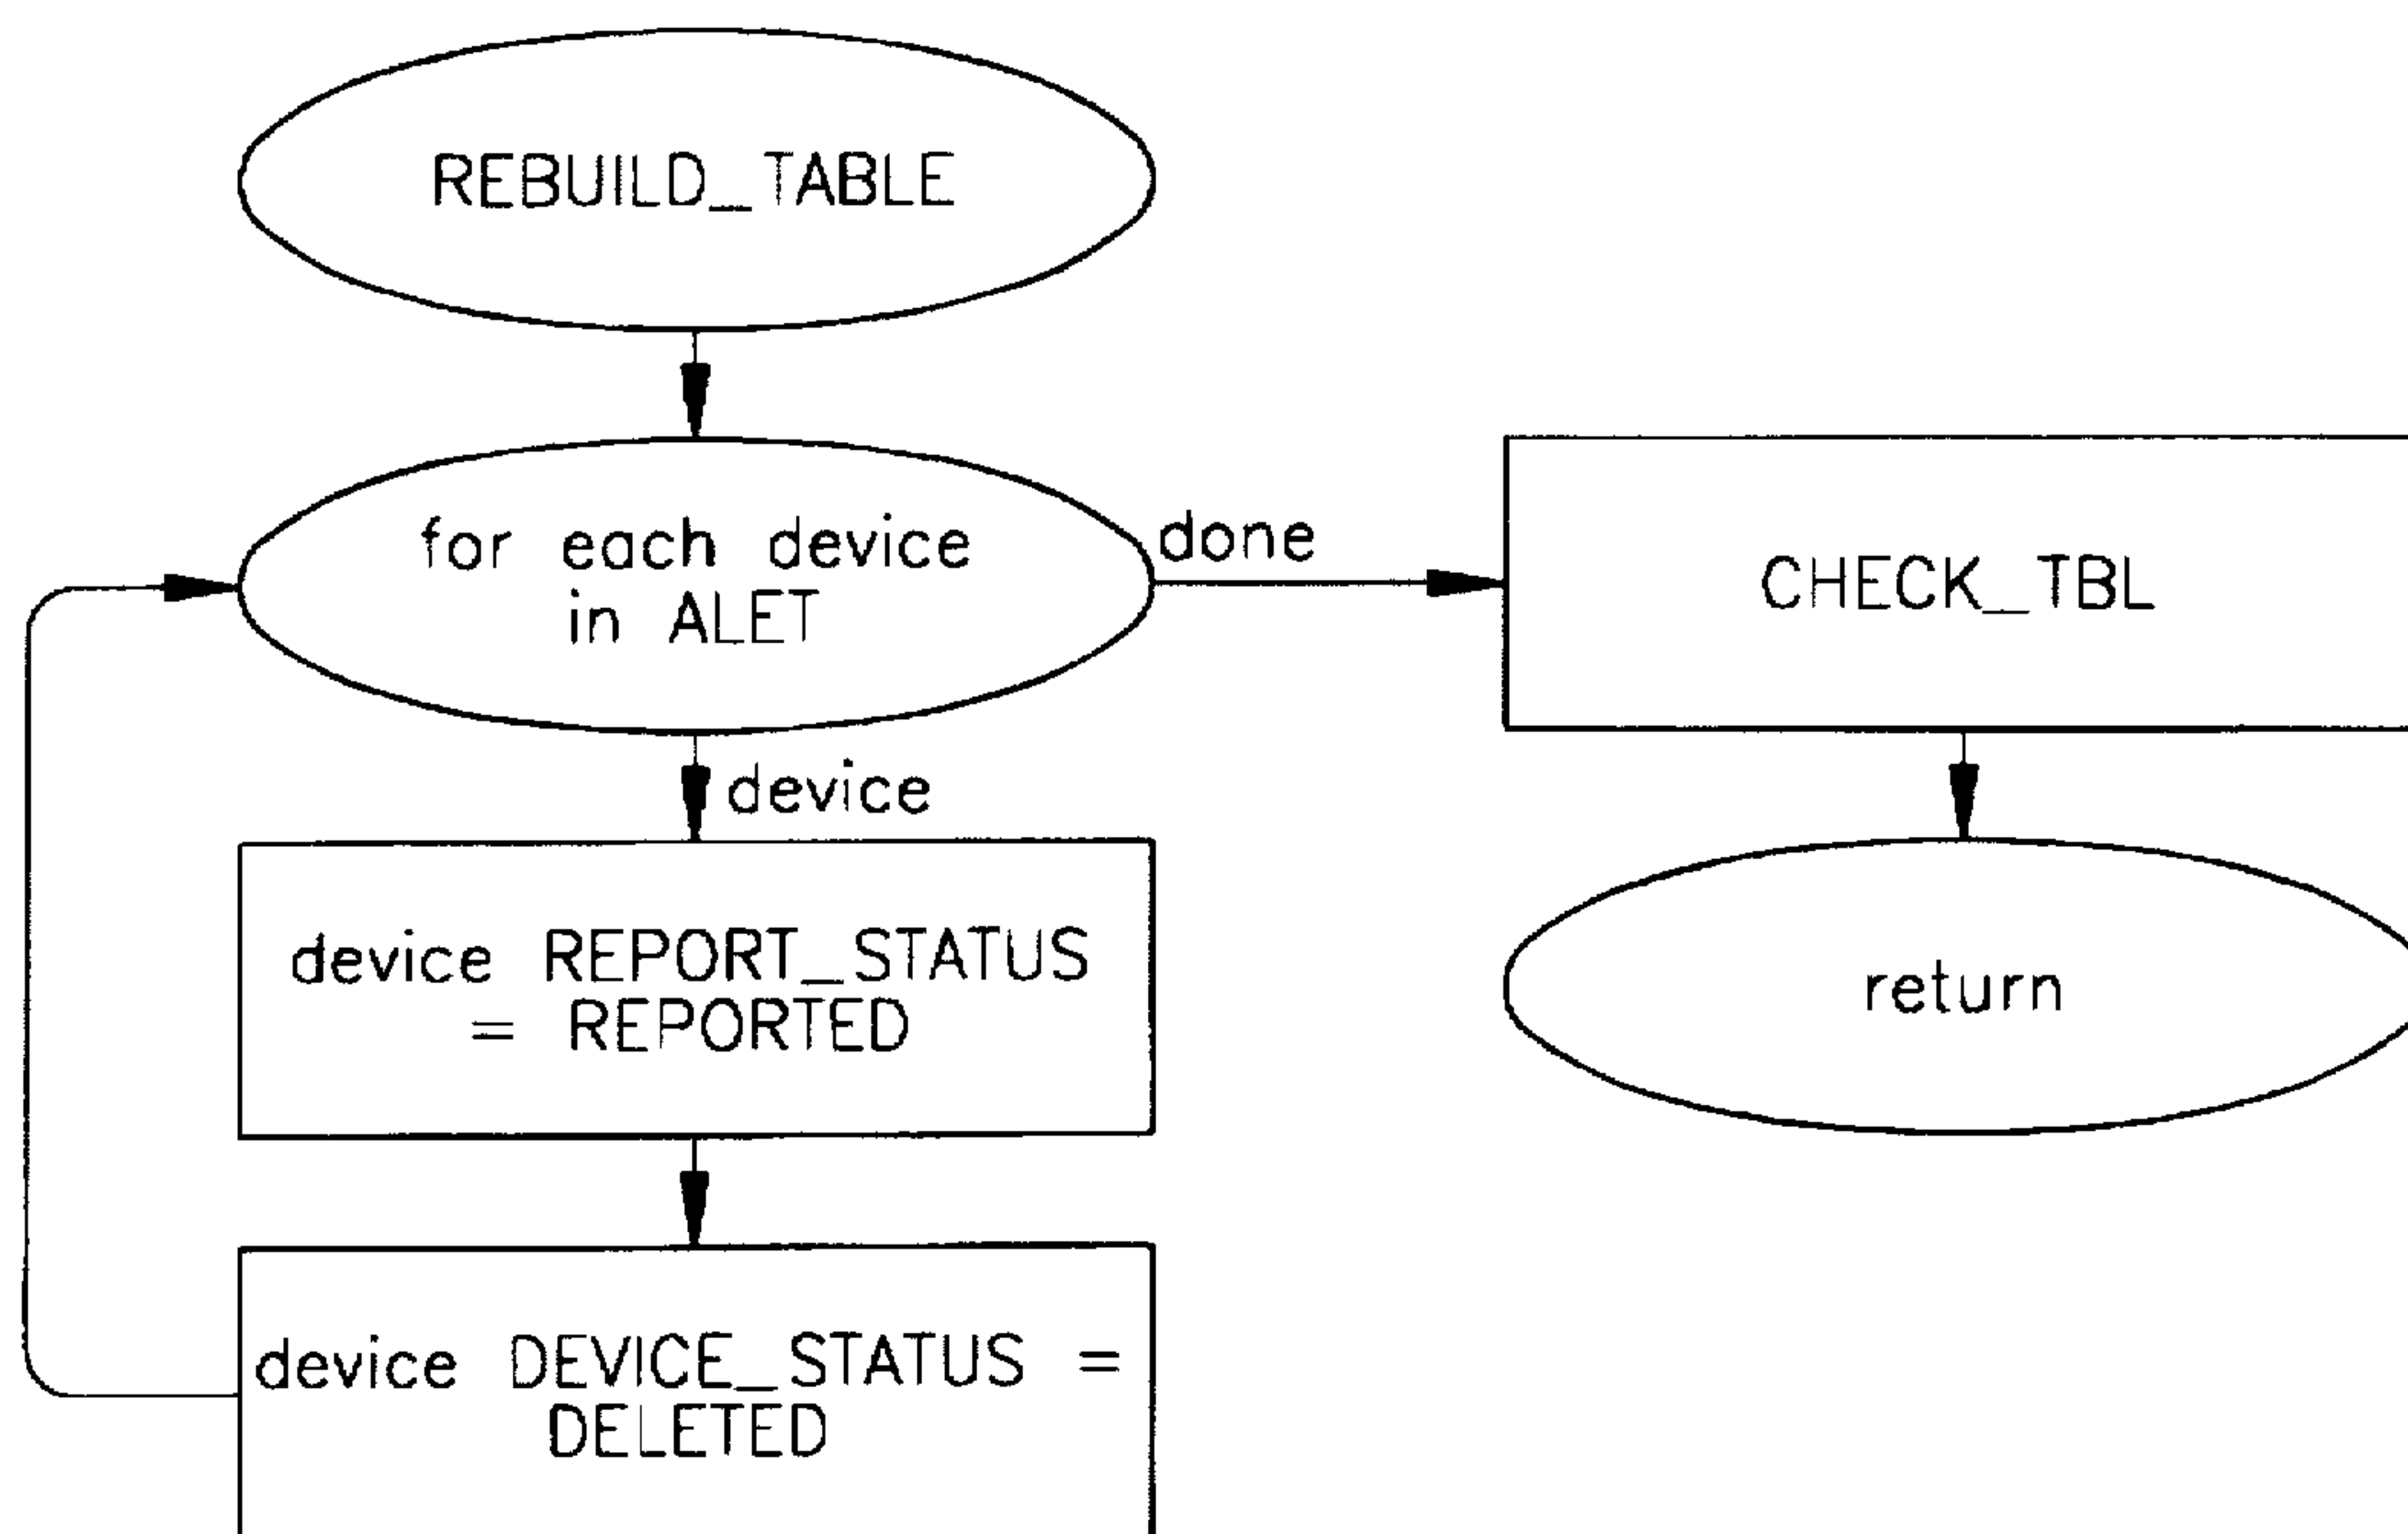 REBUILD_TABLE
for each device
in ALET
done
CHECK_TBL
device
device REPORT_STATUS
= REPORTED
return
device DEVICE_STATUS =
DELETED